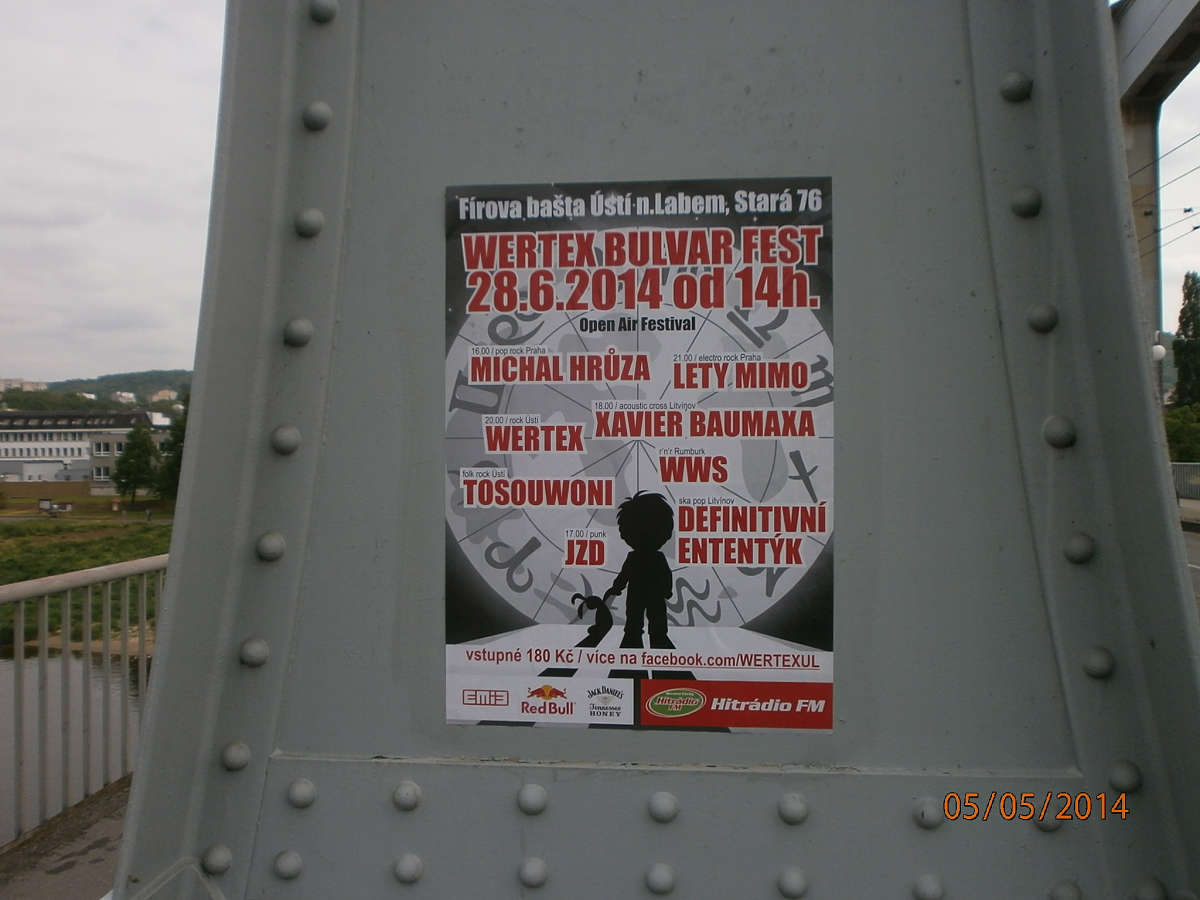 Fírova bašta Ústí n.Labem, Stará 76
WERTEX BULVAR FEST
28.6.2014 od 14h.
Open Air Festival
16.00 / pop rock Praha
MICHAL HRŮZA
21.00 / electro rock Praha
LETY MIMO
20.00 / rock Ústí
WERTEX
18.00 / acoustic cross Litvínov
XAVIER BAUMAXA
r'n'r Rumburk
WWS
folk rock Ústí
TOSOUWONI
ska pop Litvínov
DEFINITIVNÍ
ENTENTÝK
17.00 / punk
JZD
vstupné 180 Kč / více na facebook.com/WERTEXUL
EMIA
Red Bull
JACK DANIEL'S
Tennessee
HONEY
Hitrádio
FM
Hitrádio FM
05/05/2014